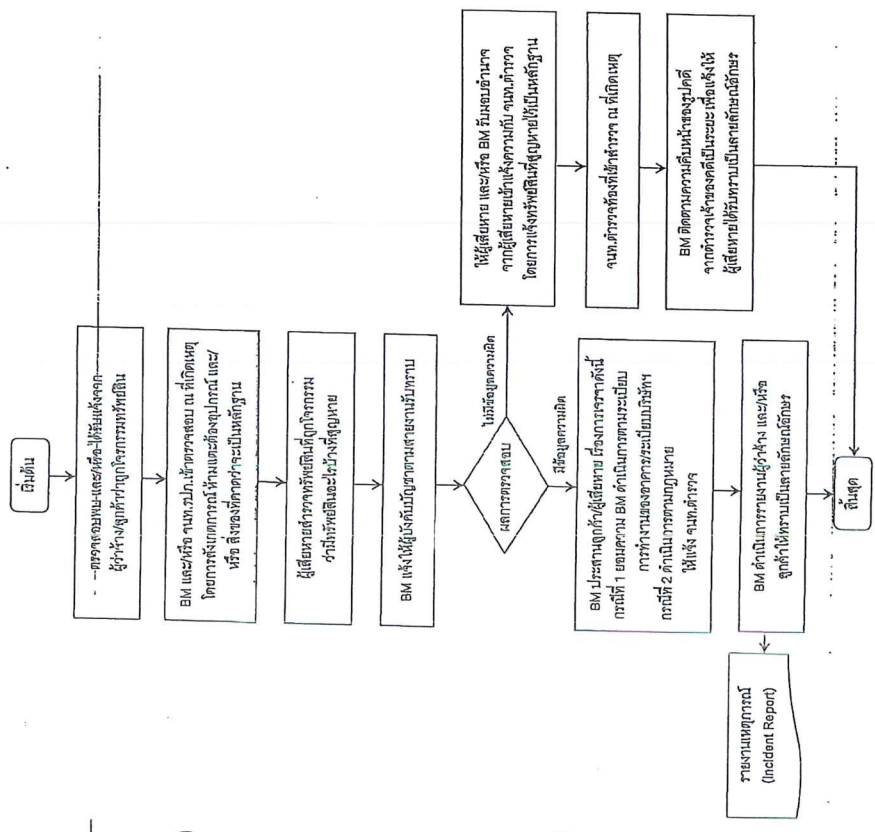 เริ่มต้น
ตรวจสอบพบ และ/หรือ ได้รับแจ้งจาก
ผู้ว่าจ้าง/ลูกค้าว่าถูกโจรกรรมทรัพย์สิน
BM และ/หรือ จนท.รปภ.เข้าตรวจสอบ ณ ที่เกิดเหตุ
โดยการสังเกตการณ์ ห้ามแตะต้องอุปกรณ์ และ/
หรือ สิ่งของที่คาดว่าจะเป็นหลักฐาน
ผู้เสียหายสำรวจทรัพย์สินที่ถูกโจรกรรม
ว่ามีทรัพย์สินอะไรบ้างที่สูญหาย
BM แจ้งให้ผู้บังคับบัญชาตามสายงานรับทราบ
ผลการตรวจสอบ
ไม่มีข้อมูลความผิด
ให้ผู้เสียหาย และ/หรือ BM รับมอบอำนาจ
จากผู้เสียหายเข้าแจ้งความกับ จนท.ตำรวจ
โดยการแจ้งทรัพย์สินที่สูญหายไว้เป็นหลักฐาน
จนท.ตำรวจท้องที่เข้าสำรวจ ณ ที่เกิดเหตุ
BM ติดตามความคืบหน้าของรูปคดี
จากตำรวจเจ้าของคดีเป็นระยะเพื่อแจ้งให้
ผู้เสียหายได้รับทราบเป็นลายลักษณ์อักษร
มีข้อมูลความผิด
BM ประสานลูกค้า/ผู้เสียหาย เรื่องการเจรจาดังนี้
กรณีที่ 1 ยอมความ BM ดำเนินการตามระเบียบ
การทำงานของอาคาร/ระเบียบบริษัทฯ
กรณีที่ 2 ดำเนินการตามกฎหมาย
ให้แจ้ง จนท.ตำรวจ
BM ดำเนินการรายงานผู้ว่าจ้าง และ/หรือ
ลูกค้าให้ทราบเป็นลายลักษณ์อักษร
รายงานเหตุการณ์
(Incident Report)
สิ้นสุด